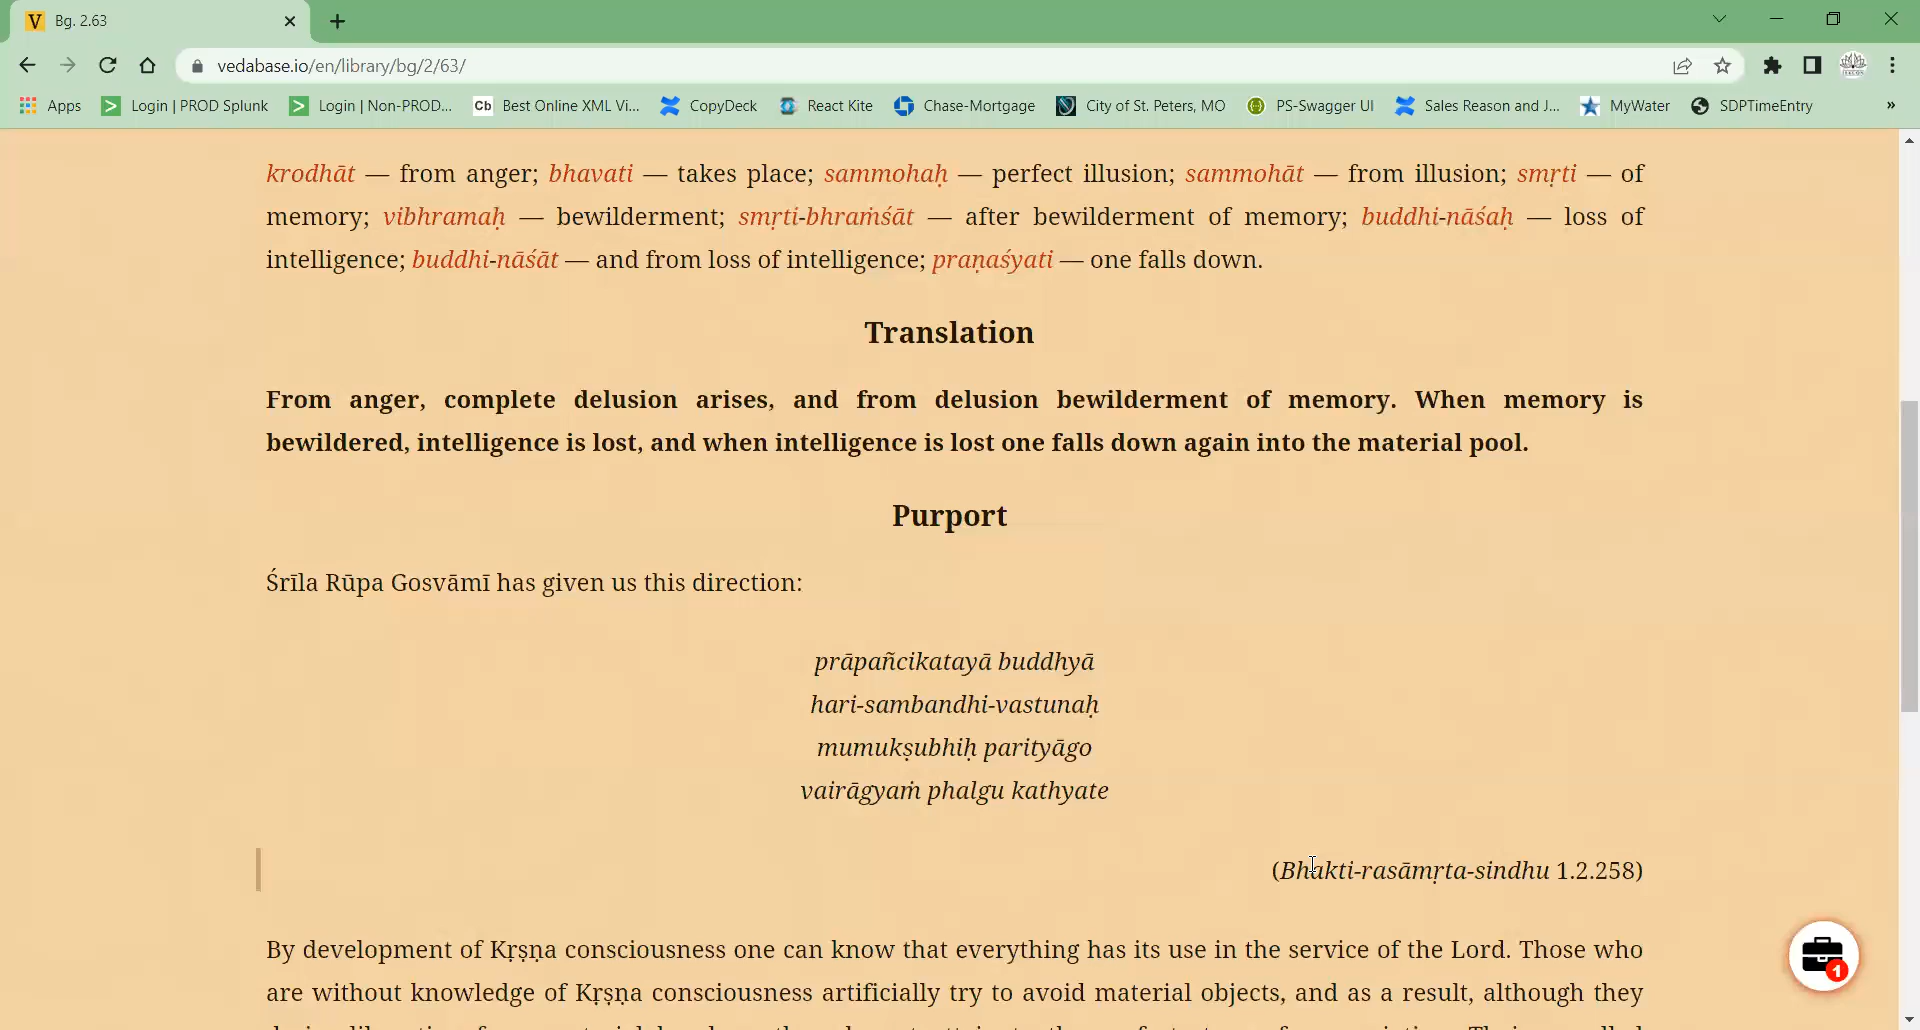 V Bg. 2.63
vedabase.io/en/library/bg/2/63/
Apps Login | PROD Splunk Login | Non-PROD... Cb Best Online XML Vi... CopyDeck React Kite Chase-Mortgage City of St. Peters, MO PS-Swagger UI Sales Reason and J... MyWater SDPTimeEntry »
krodhāt — from anger; bhavati — takes place; sammohaḥ — perfect illusion; sammohāt — from illusion; smṛti — of
memory; vibhramaḥ — bewilderment; smṛti-bhraṁśāt — after bewilderment of memory; buddhi-nāśaḥ — loss of
intelligence; buddhi-nāśāt — and from loss of intelligence; praṇaśyati — one falls down.
Translation
From anger, complete delusion arises, and from delusion bewilderment of memory. When memory is
bewildered, intelligence is lost, and when intelligence is lost one falls down again into the material pool.
Purport
Śrīla Rūpa Gosvāmī has given us this direction:
prāpañcikatayā buddhyā
hari-sambandhi-vastunaḥ
mumukṣubhiḥ parityāgo
vairāgyaṁ phalgu kathyate
(Bhakti-rasāmṛta-sindhu 1.2.258)
By development of Kṛṣṇa consciousness one can know that everything has its use in the service of the Lord. Those who
1
are without knowledge of Kṛṣṇa consciousness artificially try to avoid material objects, and as a result, although they